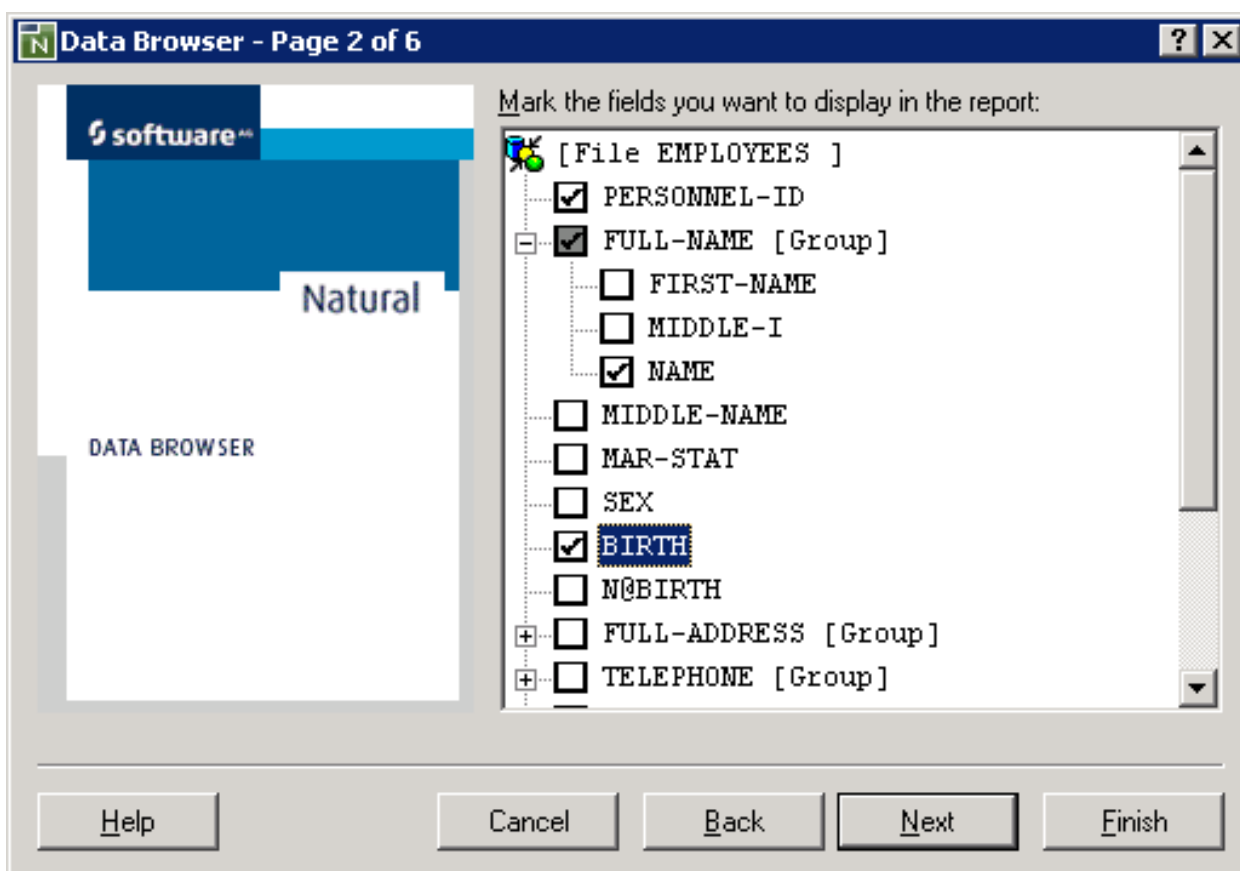 Data Browser - Page 2 of 6
software AG
Natural
DATA BROWSER
Mark the fields you want to display in the report:
[File EMPLOYEES ]
PERSONNEL-ID
FULL-NAME [Group]
FIRST-NAME
MIDDLE-I
NAME
MIDDLE-NAME
MAR-STAT
SEX
BIRTH
N@BIRTH
FULL-ADDRESS [Group]
TELEPHONE [Group]
Help Cancel Back Next Finish